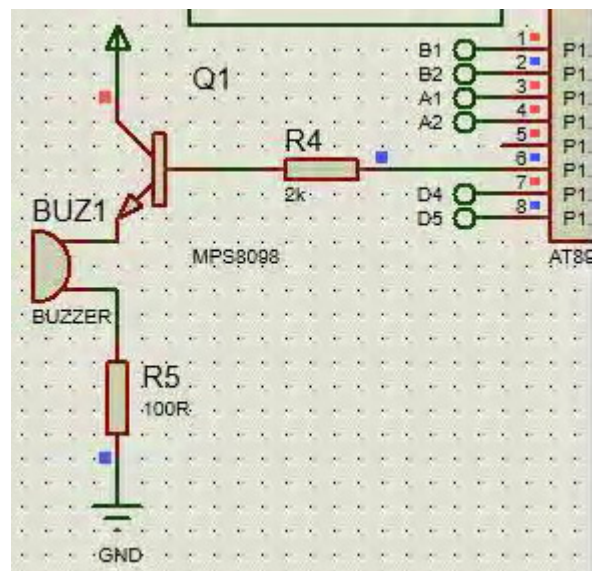 B1 1 P1.
B2 2 P1.
A1 3 P1.
A2 4 P1.
5 P1.
6 P1.
D4 7 P1.
D5 8 P1.
AT89
Q1
MPS8098
R4
2k
BUZ1
BUZZER
R5
100R
GND